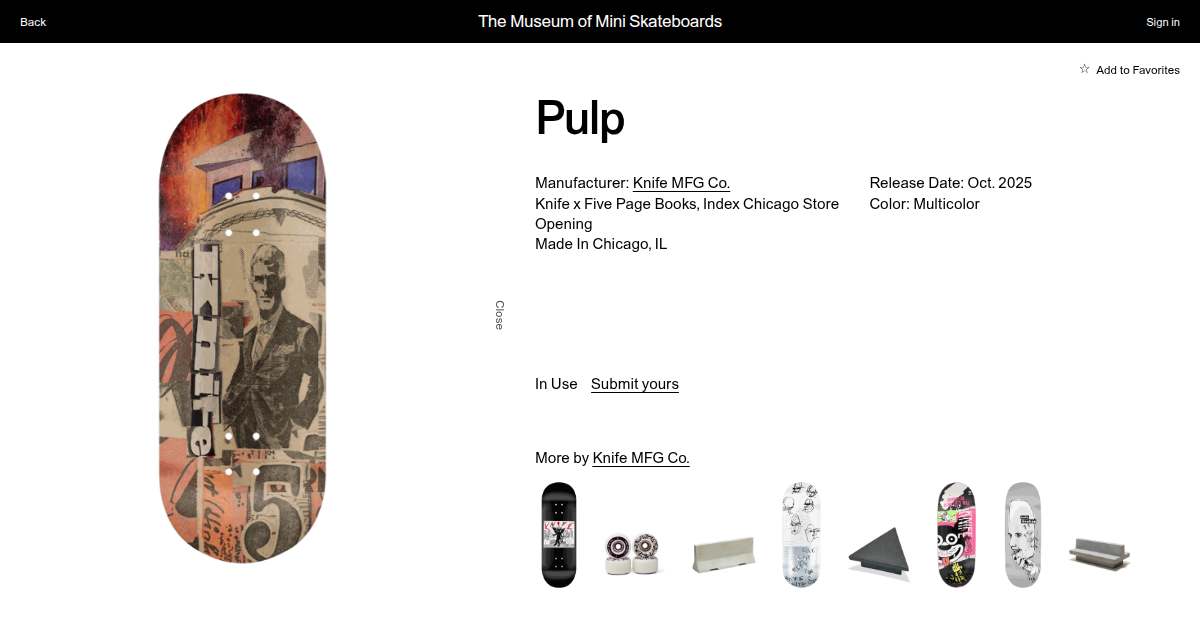 Back
The Museum of Mini Skateboards
Sign in
☆ Add to Favorites
Pulp
Manufacturer: Knife MFG Co.
Knife x Five Page Books, Index Chicago Store
Opening
Made In Chicago, IL
Release Date: Oct. 2025
Color: Multicolor
Close
In Use Submit yours
More by Knife MFG Co.